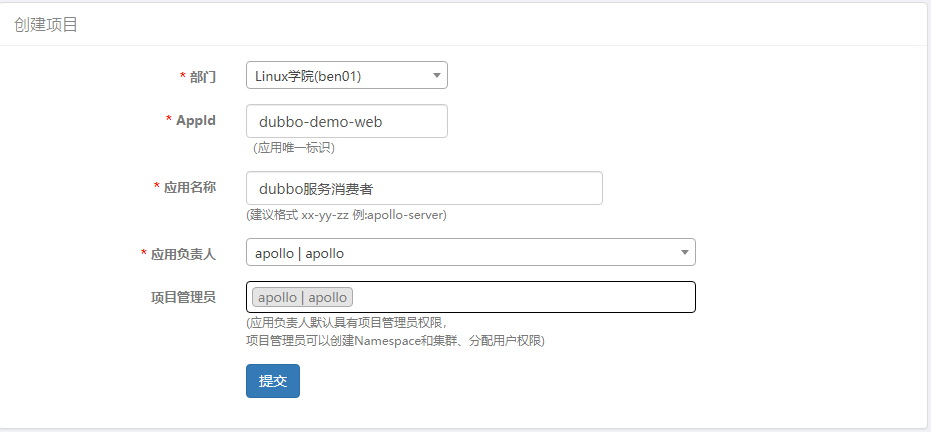 创建项目
* 部门 Linux学院(ben01)
* AppId dubbo-demo-web
(应用唯一标识)
* 应用名称 dubbo服务消费者
(建议格式 xx-yy-zz 例:apollo-server)
* 应用负责人 apollo | apollo
项目管理员 apollo | apollo
(应用负责人默认具有项目管理员权限，
项目管理员可以创建Namespace和集群、分配用户权限)
提交